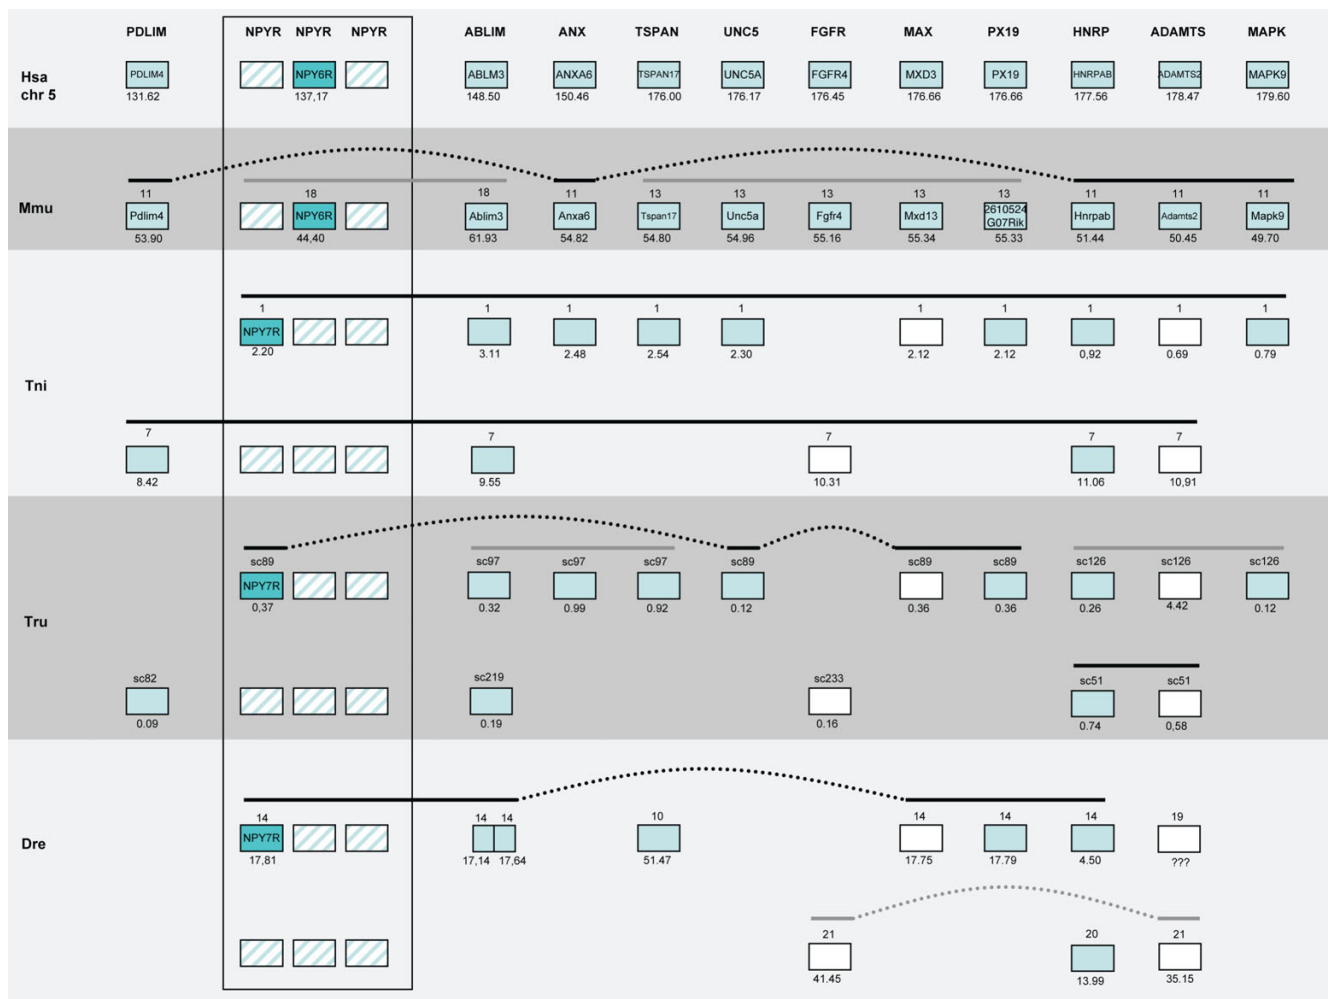 PDLIM NPYR NPYR NPYR ABLIM ANX TSPAN UNC5 FGFR MAX PX19 HNRP ADAMTS MAPK
Hsa
chr 5
PDLIM4 NPY6R ABLM3 ANXA6 TSPAN17 UNC5A FGFR4 MXD3 PX19 HNRPAB ADAMTS2 MAPK9
131.62 137,17 148.50 150.46 176.00 176.17 176.45 176.66 176.66 177.56 178.47 179.60
Mmu
11 18 18 11 13 13 13 13 13 11 11 11
Pdlim4 NPY6R Ablim3 Anxa6 Tspan17 Unc5a Fgfr4 Mxd13 2610524 Hnrpab Adamts2 Mapk9
G07Rik
53.90 44,40 61.93 54.82 54.80 54.96 55.16 55.34 55.33 51.44 50.45 49.70
Tni
1 1 1 1 1 1 1 1 1 1
NPY7R
2.20 3.11 2.48 2.54 2.30 2.12 2.12 0,92 0.69 0.79
7 7 7 7 7
8.42 9.55 10.31 11.06 10,91
Tru
sc89 sc97 sc97 sc97 sc89 sc89 sc89 sc126 sc126 sc126
NPY7R
0,37 0.32 0.99 0.92 0.12 0.36 0.36 0.26 4.42 0.12
sc82 sc219 sc233 sc51 sc51
0.09 0.19 0.16 0.74 0,58
Dre
14 14 14 10 14 14 14 19
NPY7R
17,81 17,14 17,64 51.47 17.75 17.79 4.50 ???
21 20 21
41.45 13.99 35.15